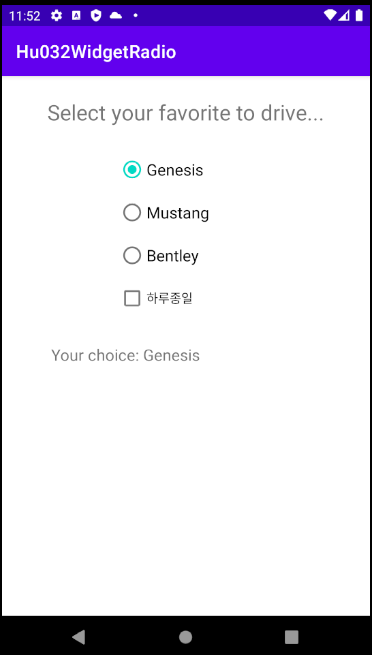 11:52
Hu032WidgetRadio
Select your favorite to drive...
Genesis
Mustang
Bentley
하루종일
Your choice: Genesis